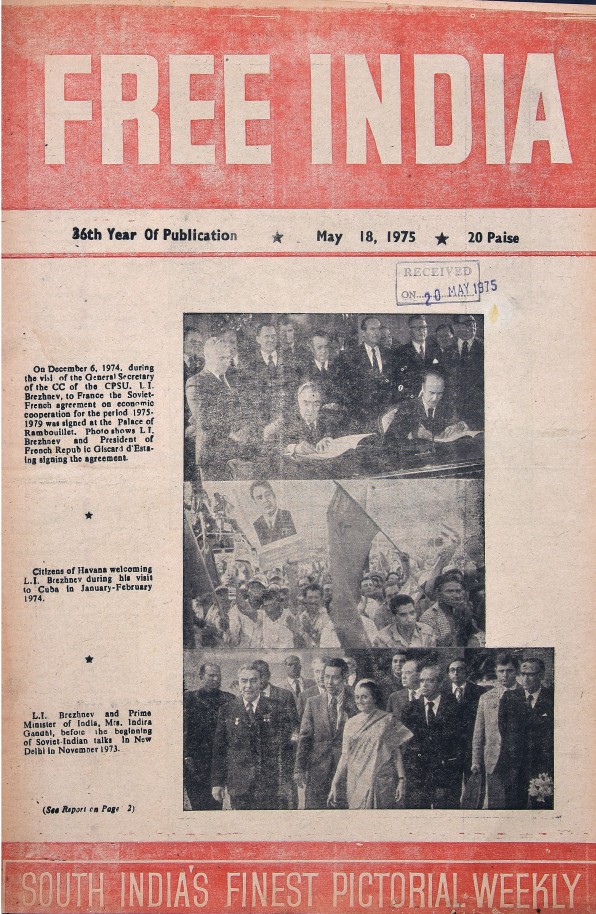 FREE INDIA
36th Year Of Publication ★ May 18, 1975 ★ 20 Paise
RECEIVED
ON... 20 MAY 1975
On December 6, 1974, during
the visi of the General Secretary
of the CC of the CPSU. L.I.
Brezhnev, to France the Soviet-
French agreement on economic
cooperation for the period 1975-
1979 was signed at the Palace of
Rambouillet. Photo shows L.I.
Brezhnev and President of
French Repub ic Giscard d'Esta-
ing signing the agreement.
★
Citizens of Havana welcoming
L.I. Brezhnev during his visit
to Cuba in January-February
1974.
★
L.I. Brezhnev and Prime
Minister of India, Mrs. Indira
Gandhi, before the beginning
of Soviet-Indian talks In New
Delhi in November 1973.
(See Report on Page 2)
SOUTH INDIA'S FINEST PICTORIAL-WEEKLY